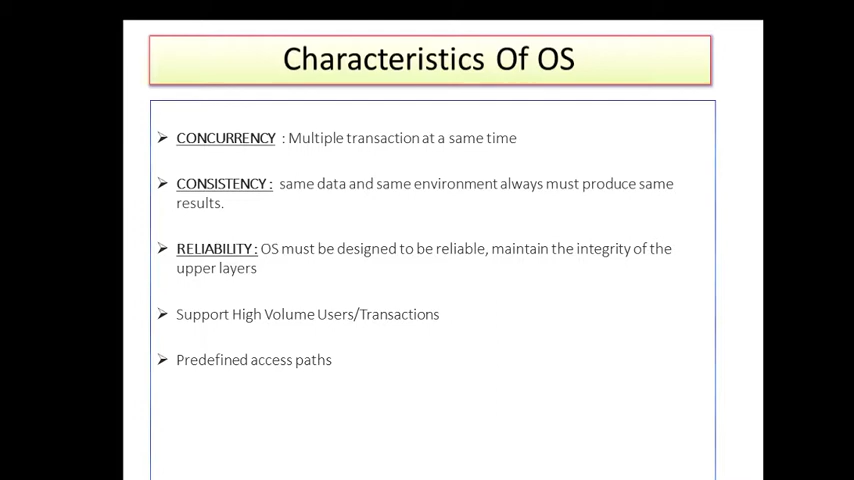 Characteristics Of OS
➢ CONCURRENCY : Multiple transaction at a same time
➢ CONSISTENCY : same data and same environment always must produce same
results.
➢ RELIABILITY : OS must be designed to be reliable, maintain the integrity of the
upper layers
➢ Support High Volume Users/Transactions
➢ Predefined access paths